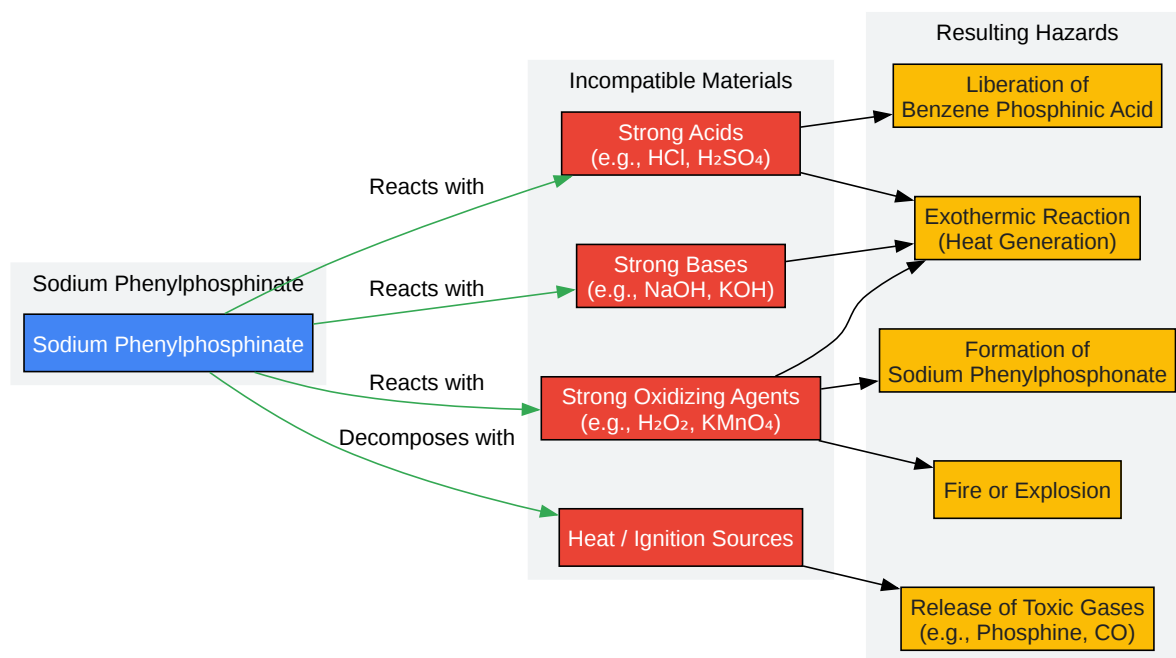 Resulting Hazards
Incompatible Materials
Liberation of
Benzene Phosphinic Acid
Strong Acids
(e.g., HCl, H₂SO₄)
Reacts with
Exothermic Reaction
(Heat Generation)
Strong Bases
(e.g., NaOH, KOH)
Sodium Phenylphosphinate
Reacts with
Sodium Phenylphosphinate
Formation of
Sodium Phenylphosphonate
Reacts with
Strong Oxidizing Agents
(e.g., H₂O₂, KMnO₄)
Decomposes with
Fire or Explosion
Heat / Ignition Sources
Release of Toxic Gases
(e.g., Phosphine, CO)